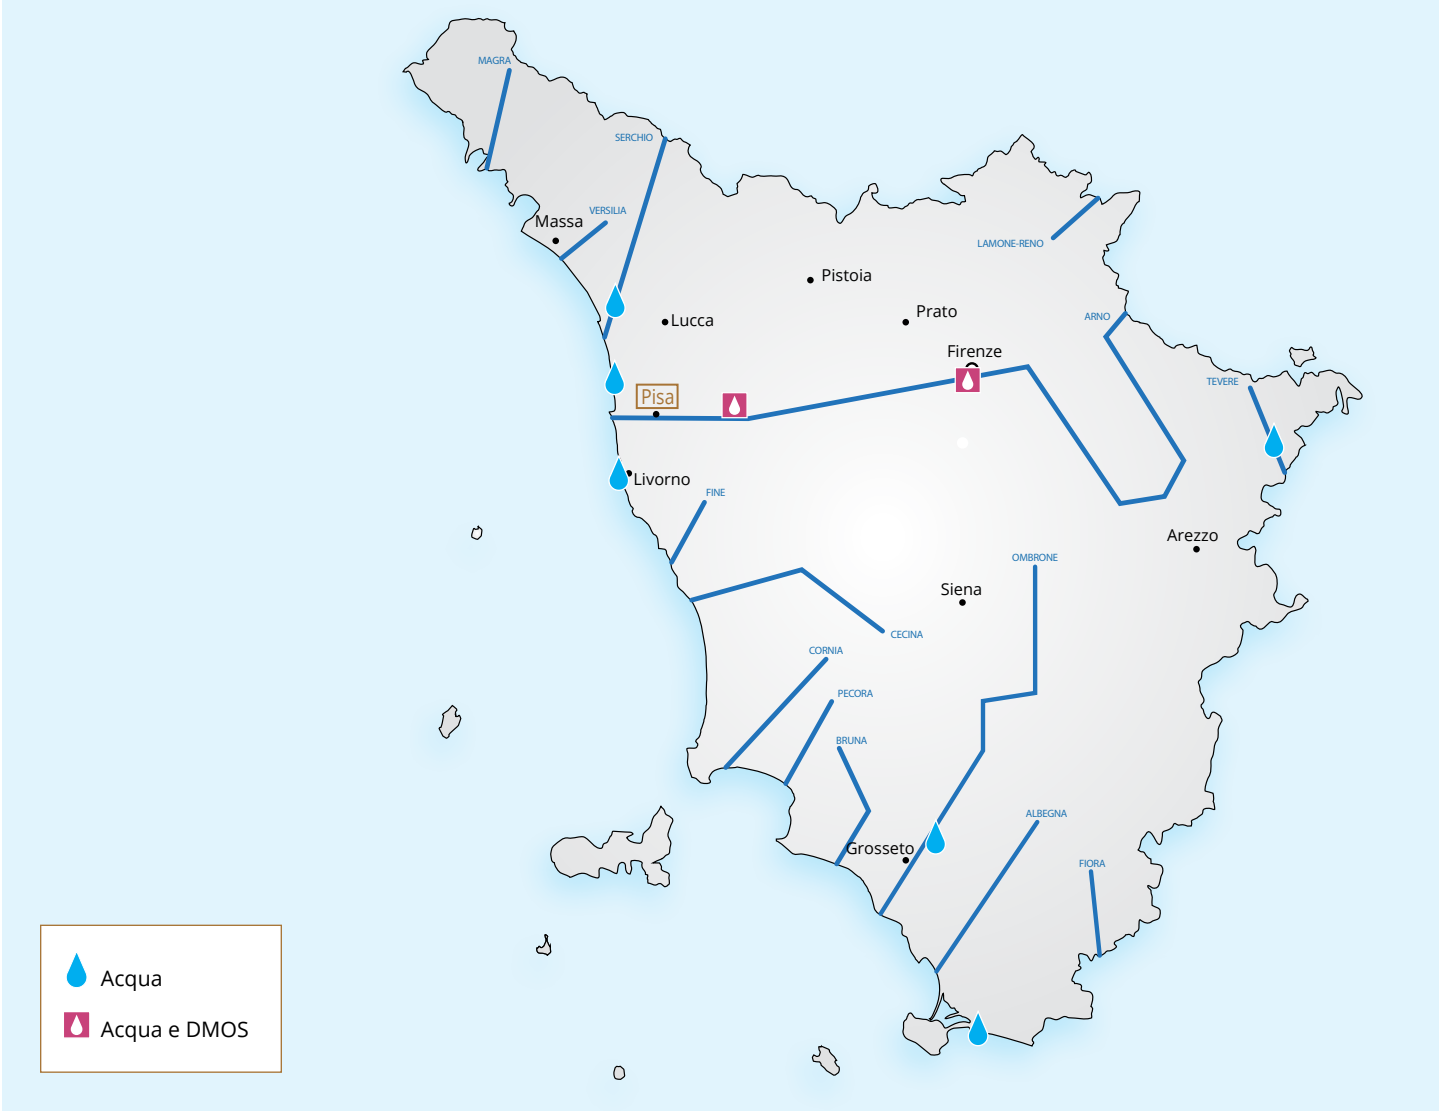 MAGRA
SERCHIO
VERSILIA
Massa
LAMONE-RENO
Pistoia
Prato
ARNO
Lucca
Firenze
TEVERE
Pisa
Livorno
FINE
Arezzo
OMBRONE
Siena
CECINA
CORNIA
PECORA
BRUNA
ALBEGNA
Grosseto
FIORA
Acqua
Acqua e DMOS